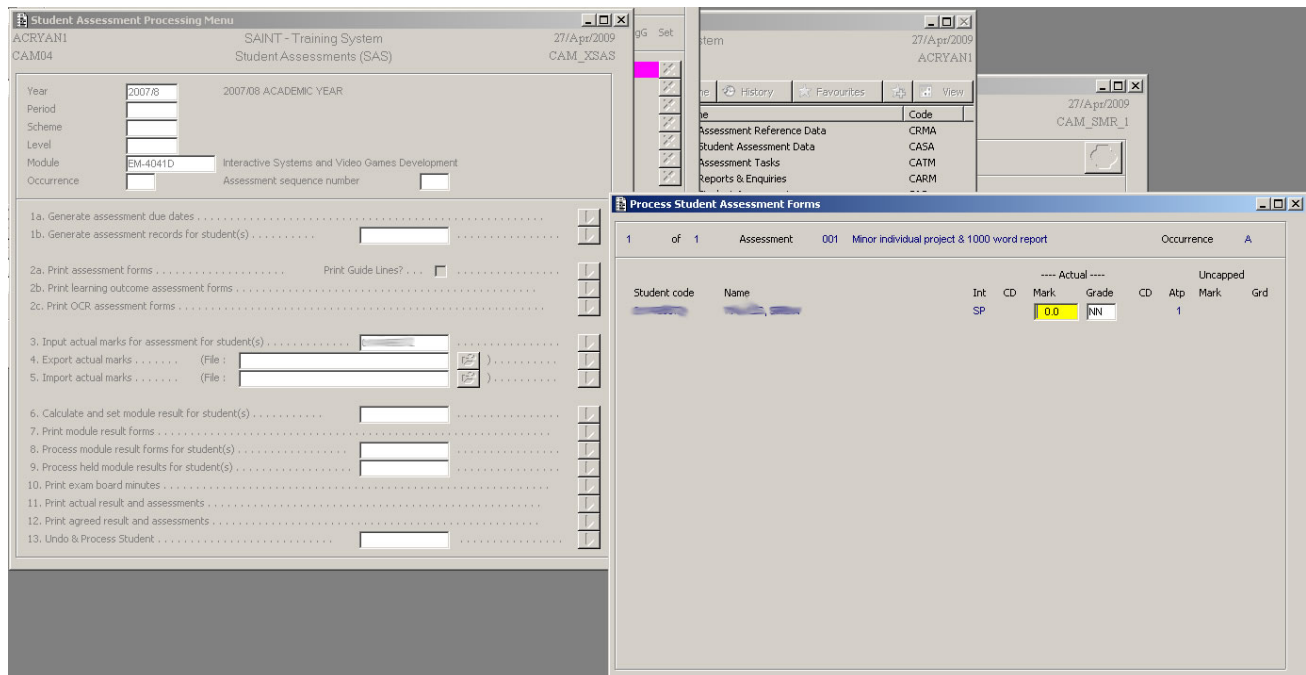 Student Assessment Processing Menu
ACRYAN1 SAINT - Training System 27/Apr/2009
CAM04 Student Assessments (SAS) CAM_XSAS
Year 2007/8 2007/08 ACADEMIC YEAR
Period
Scheme
Level
Module EM-4041D Interactive Systems and Video Games Development
Occurrence Assessment sequence number
1a. Generate assessment due dates
1b. Generate assessment records for student(s)
2a. Print assessment forms Print Guide Lines?
2b. Print learning outcome assessment forms
2c. Print OCR assessment forms
3. Input actual marks for assessment for student(s)
4. Export actual marks (File : )
5. Import actual marks (File : )
6. Calculate and set module result for student(s)
7. Print module result forms
8. Process module result forms for student(s)
9. Process held module results for student(s)
10. Print exam board minutes
11. Print actual result and assessments
12. Print agreed result and assessments
13. Undo & Process Student
gG Set
stem 27/Apr/2009
ACRYAN1
ne History Favourites View
ne Code
Assessment Reference Data CRMA
Student Assessment Data CASA
Assessment Tasks CATM
Reports & Enquiries CARM
27/Apr/2009
CAM_SMR_1
Process Student Assessment Forms
1 of 1 Assessment 001 Minor individual project & 1000 word report Occurrence A
---- Actual ---- Uncapped
Student code Name Int CD Mark Grade CD Atp Mark Grd
SP 0.0 NN 1